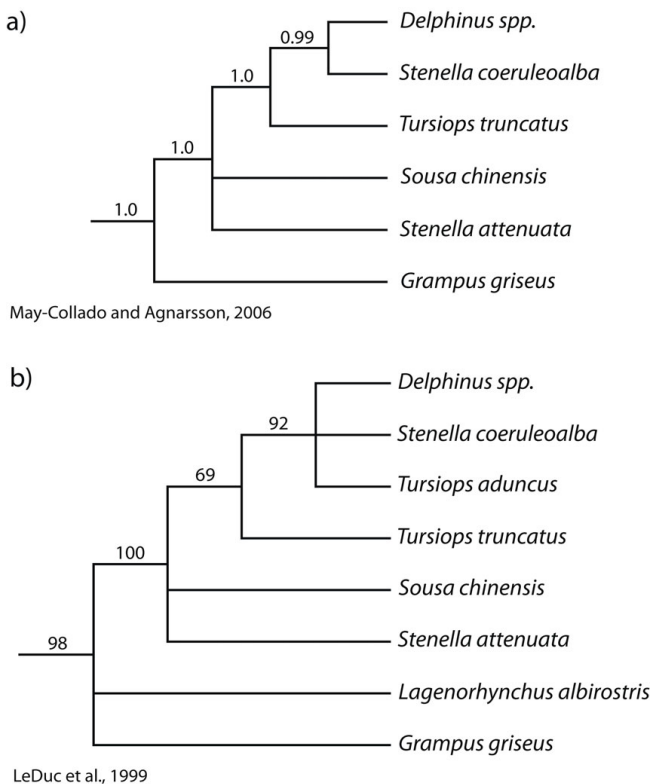 a)
Delphinus spp.
0.99
Stenella coeruleoalba
1.0
Tursiops truncatus
1.0
Sousa chinensis
1.0
Stenella attenuata
Grampus griseus
May-Collado and Agnarsson, 2006
b)
Delphinus spp.
92
Stenella coeruleoalba
69
Tursiops aduncus
Tursiops truncatus
100
Sousa chinensis
98
Stenella attenuata
Lagenorhynchus albirostris
Grampus griseus
LeDuc et al., 1999